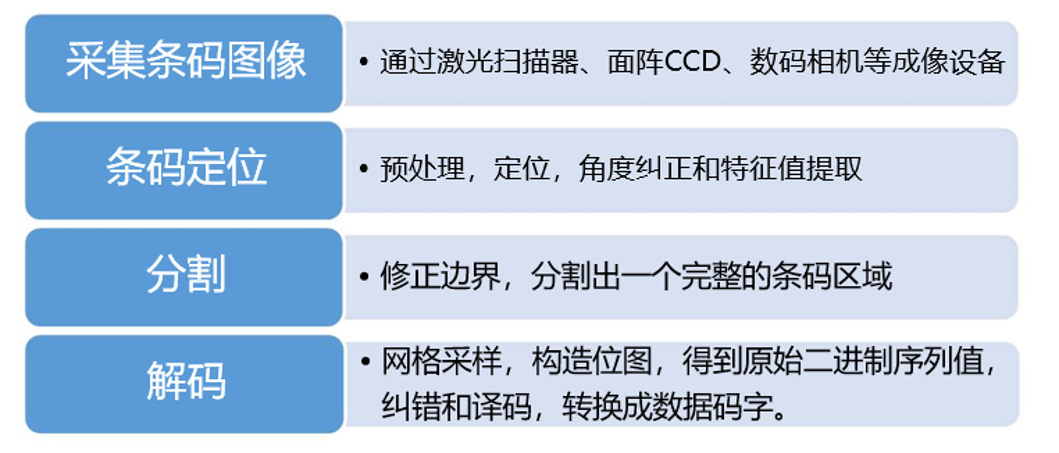 采集条码图像
• 通过激光扫描器、面阵CCD、数码相机等成像设备
条码定位
• 预处理，定位，角度纠正和特征值提取
分割
• 修正边界，分割出一个完整的条码区域
解码
• 网格采样，构造位图，得到原始二进制序列值，
纠错和译码，转换成数据码字。